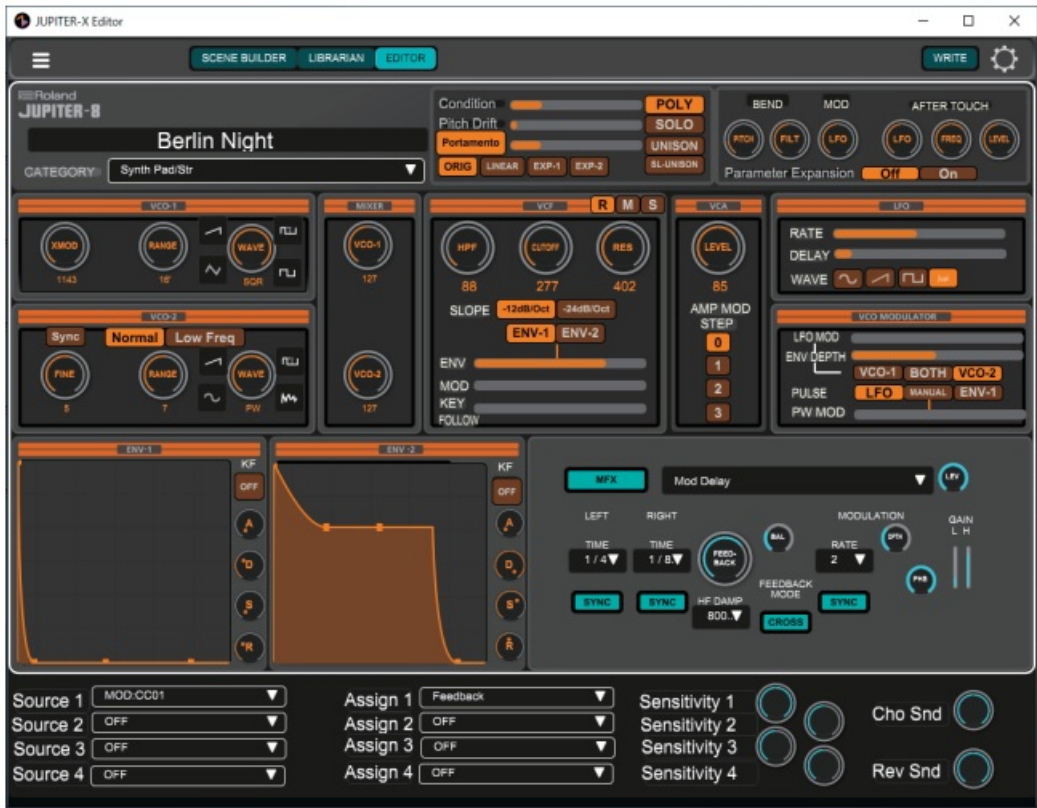 JUPITER-X Editor
SCENE BUILDER LIBRARIAN EDITOR WRITE
Roland
JUPITER-8
Berlin Night
CATEGORY Synth Pad/Str
Condition POLY
Pitch Drift SOLO
Portamento UNISON
ORIG LINEAR EXP-1 EXP-2 SL-UNISON
BEND MOD AFTER TOUCH
PITCH FILT LFO LFO FREQ LEVEL
Parameter Expansion Off On
VCO-1
XMOD RANGE WAVE
1143 16' SQR
VCO-2
Sync Normal Low Freq
FINE RANGE WAVE
5 7 PW
MIXER
VCO-1
127
VCO-2
127
VCF R M S
HPF CUTOFF RES
88 277 402
SLOPE -12dB/Oct -24dB/Oct
ENV-1 ENV-2
ENV
MOD
KEY
FOLLOW
VCA
LEVEL
85
AMP MOD
STEP
0
1
2
3
LFO
RATE
DELAY
WAVE
VCO MODULATOR
LFO MOD
ENV DEPTH
VCO-1 BOTH VCO-2
PULSE LFO MANUAL ENV-1
PW MOD
ENV-1
KF
OFF
A
D
S
R
ENV -2
KF
OFF
A
D
S
R
MFX Mod Delay LEV
LEFT RIGHT MODULATION GAIN
L H
TIME TIME FEED-BACK BAL RATE DPTH
1 / 4 1 / 8. 2
PHS
FEEDBACK
MODE
SYNC SYNC HF DAMP SYNC
800.. CROSS
Source 1 MOD:CC01 Assign 1 Feedback Sensitivity 1
Source 2 OFF Assign 2 OFF Sensitivity 2 Cho Snd
Source 3 OFF Assign 3 OFF Sensitivity 3
Source 4 OFF Assign 4 OFF Sensitivity 4 Rev Snd